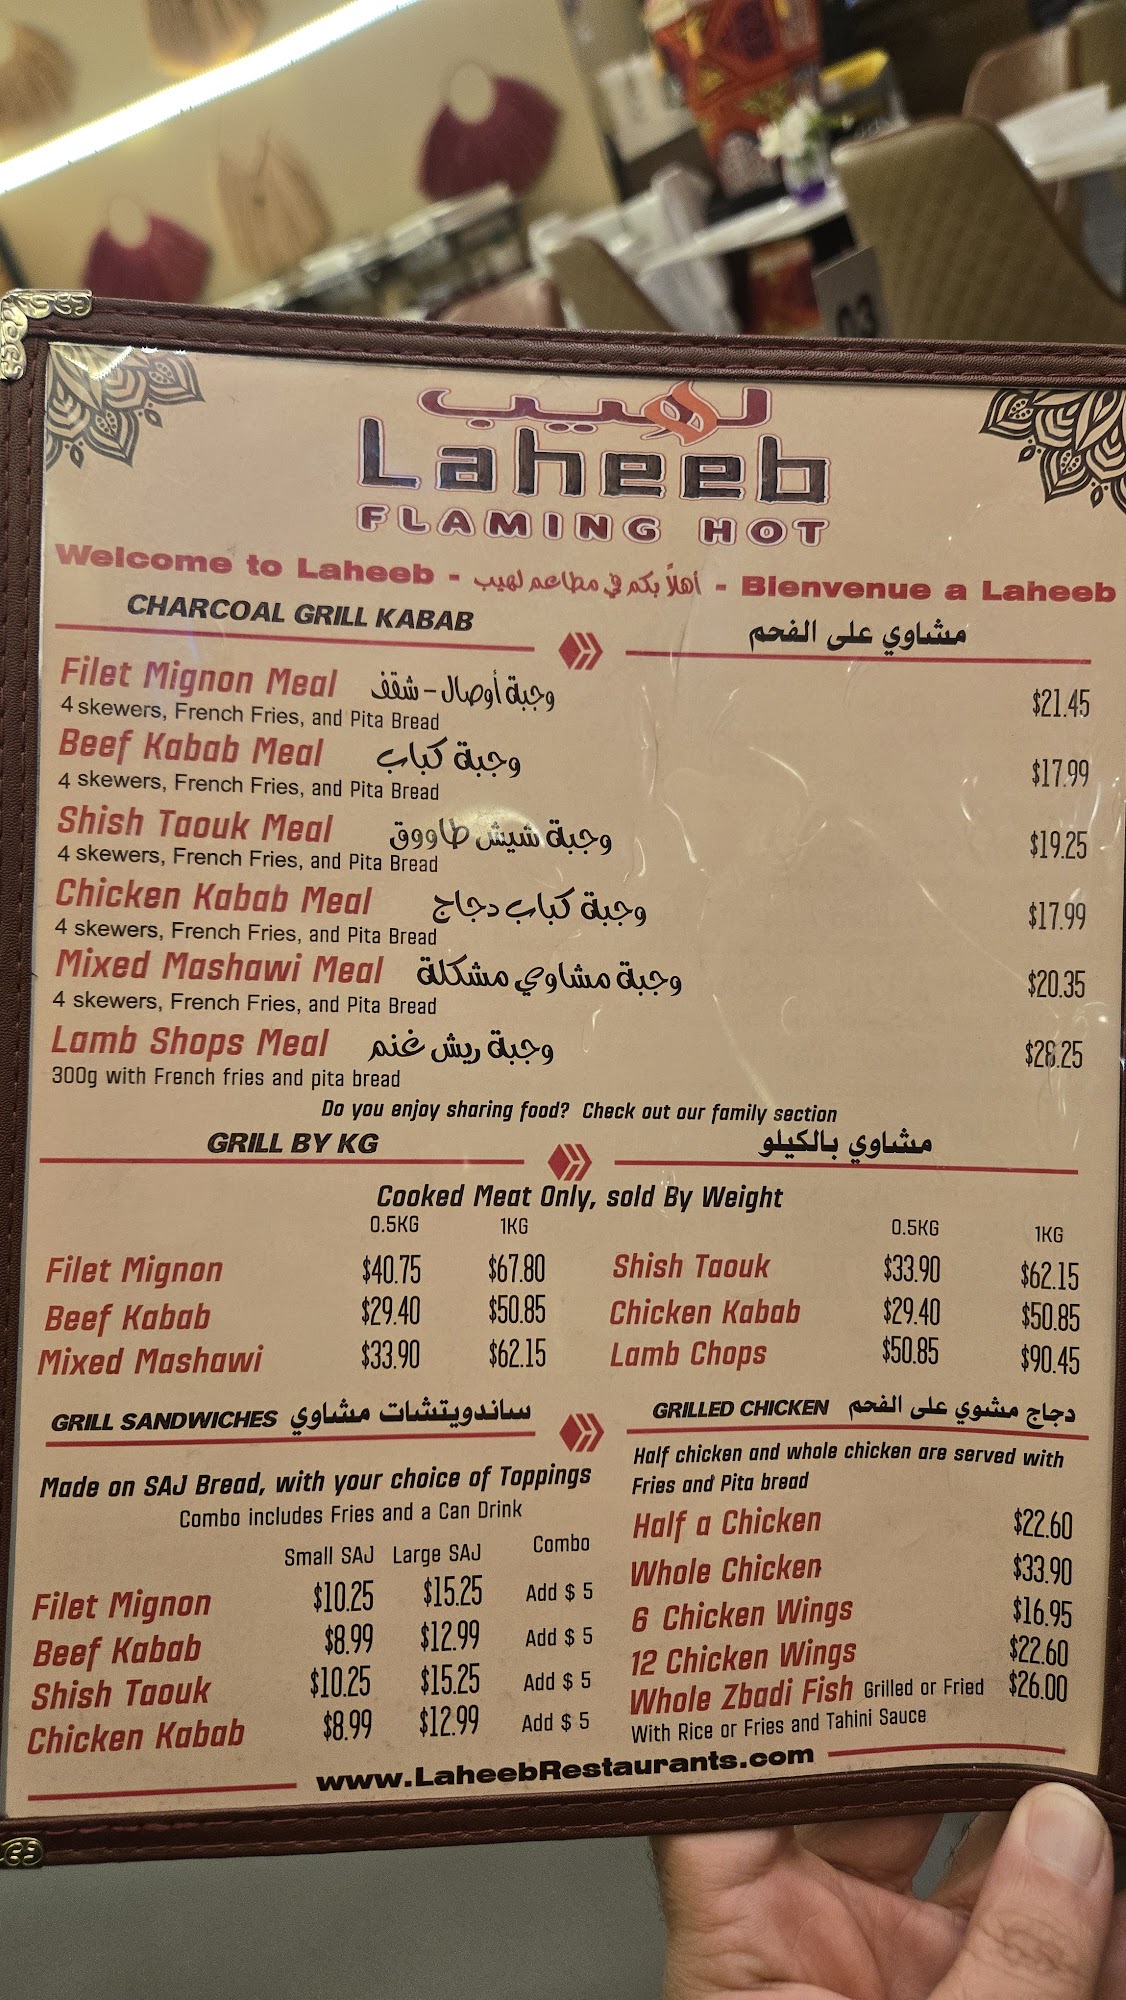 لهيب
Laheeb
FLAMING HOT
Welcome to Laheeb - أهلاً بكم في مطاعم لهيب - Bienvenue a Laheeb
CHARCOAL GRILL KABAB مشاوي على الفحم
Filet Mignon Meal وجبة أوصال - شقف $21.45
4 skewers, French Fries, and Pita Bread
Beef Kabab Meal وجبة كباب $17.99
4 skewers, French Fries, and Pita Bread
Shish Taouk Meal وجبة شيش طاووق $19.25
4 skewers, French Fries, and Pita Bread
Chicken Kabab Meal وجبة كباب دجاج $17.99
4 skewers, French Fries, and Pita Bread
Mixed Mashawi Meal وجبة مشاوي مشكلة $20.35
4 skewers, French Fries, and Pita Bread
Lamb Shops Meal وجبة ريش غنم $28.25
300g with French fries and pita bread
Do you enjoy sharing food? Check out our family section
GRILL BY KG مشاوي بالكيلو
Cooked Meat Only, sold By Weight
0.5KG 1KG 0.5KG 1KG
Filet Mignon $40.75 $67.80 Shish Taouk $33.90 $62.15
Beef Kabab $29.40 $50.85 Chicken Kabab $29.40 $50.85
Mixed Mashawi $33.90 $62.15 Lamb Chops $50.85 $90.45
GRILL SANDWICHES ساندويتشات مشاوي
Made on SAJ Bread, with your choice of Toppings
Combo includes Fries and a Can Drink
Small SAJ Large SAJ Combo
Filet Mignon $10.25 $15.25 Add $ 5
Beef Kabab $8.99 $12.99 Add $ 5
Shish Taouk $10.25 $15.25 Add $ 5
Chicken Kabab $8.99 $12.99 Add $ 5
GRILLED CHICKEN دجاج مشوي على الفحم
Half chicken and whole chicken are served with
Fries and Pita bread
Half a Chicken $22.60
Whole Chicken $33.90
6 Chicken Wings $16.95
12 Chicken Wings $22.60
Whole Zbadi Fish Grilled or Fried $26.00
With Rice or Fries and Tahini Sauce
www.LaheebRestaurants.com
03